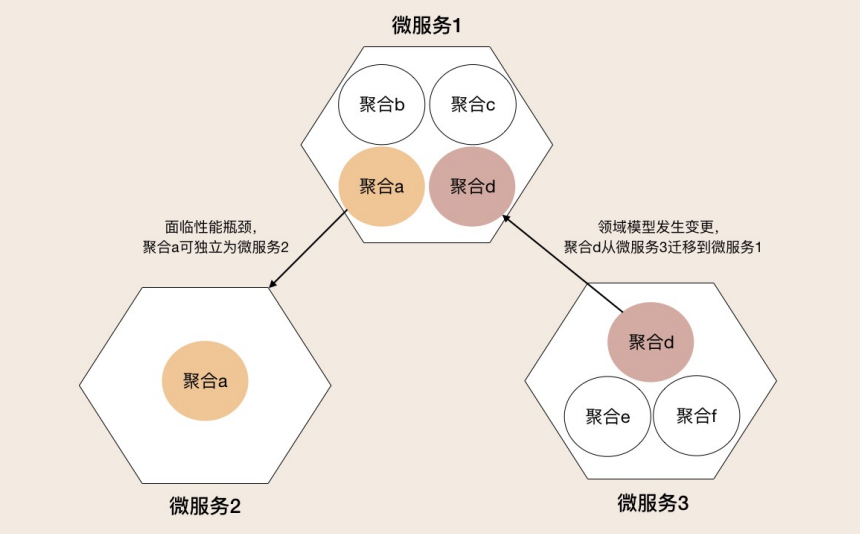 微服务1
聚合b
聚合c
聚合a
聚合d
面临性能瓶颈,
聚合a可独立为微服务2
领域模型发生变更,
聚合d从微服务3迁移到微服务1
聚合a
聚合d
聚合e
聚合f
微服务2
微服务3